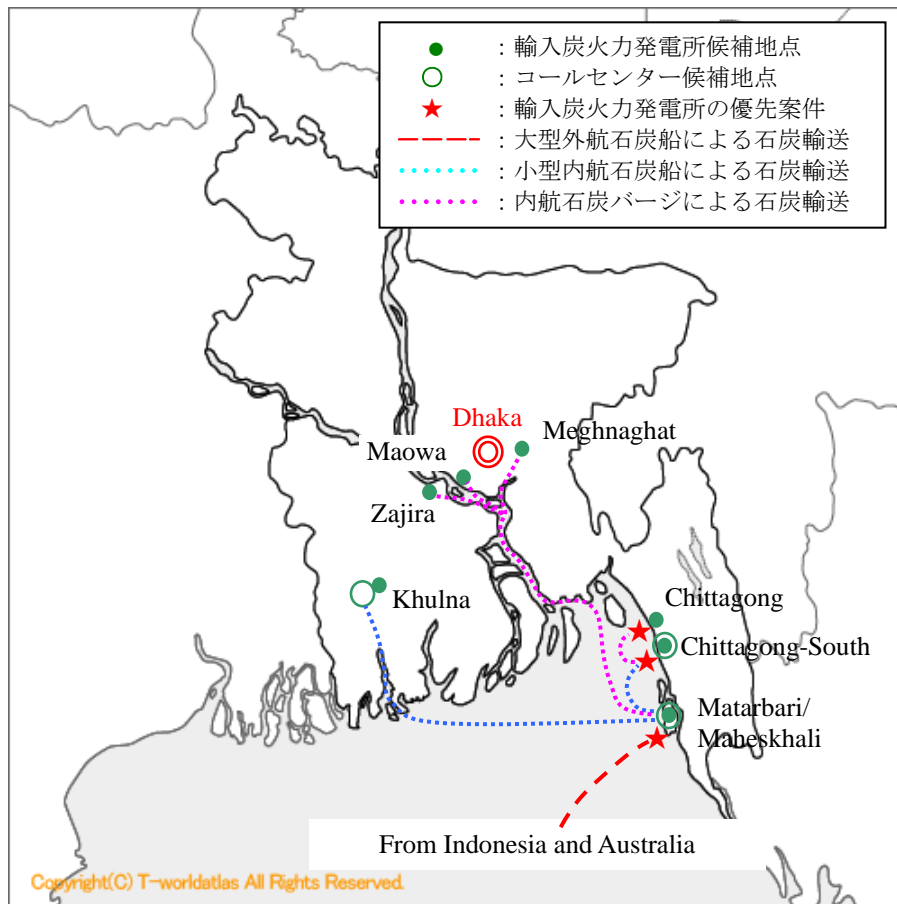 ：輸入炭火力発電所候補地点
：コールセンター候補地点
：輸入炭火力発電所の優先案件
：大型外航石炭船による石炭輸送
：小型内航石炭船による石炭輸送
：内航石炭バージによる石炭輸送
Dhaka
Meghnaghat
Maowa
Zajira
Khulna
Chittagong
Chittagong-South
Matarbari/
Maheskhali
From Indonesia and Australia
Copyright(C) T-worldatlas All Rights Reserved.